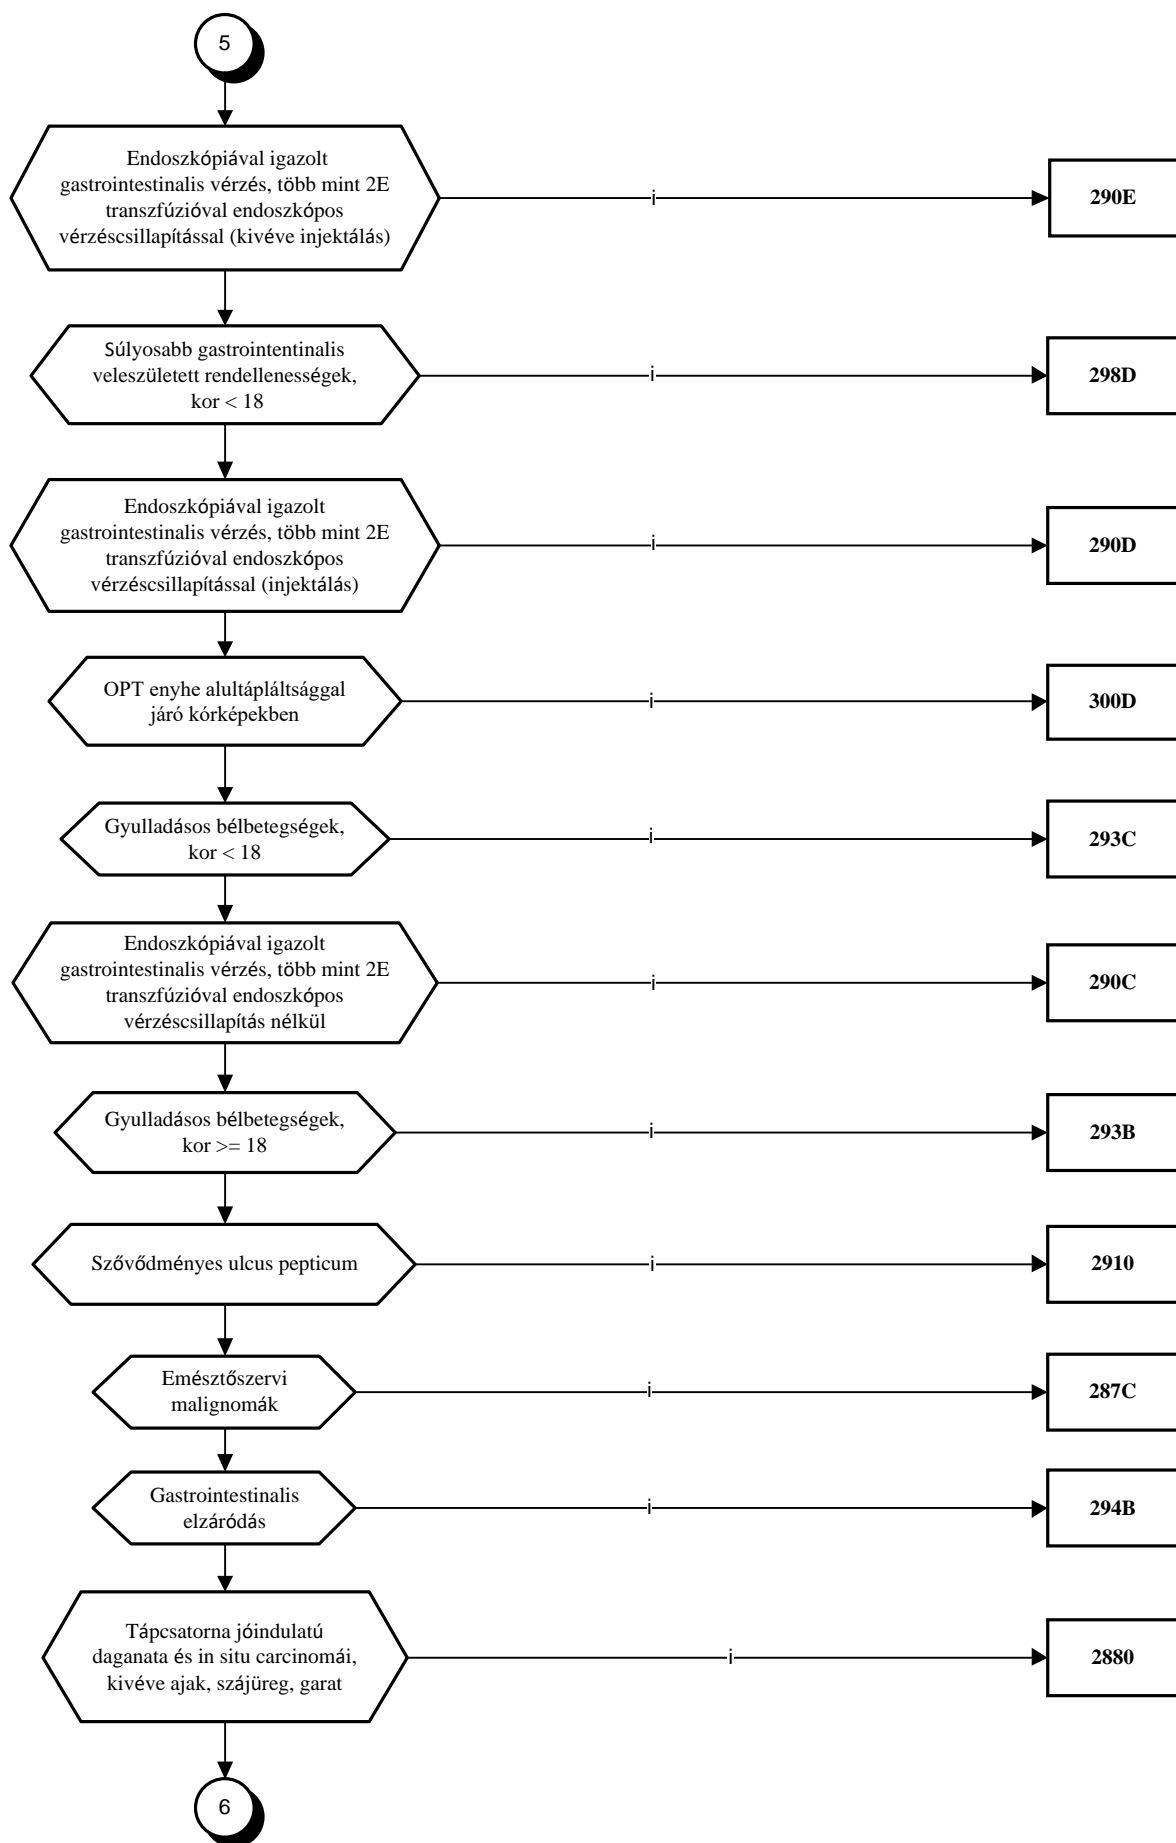 5
Endoszkópiával igazolt
gastrointestinalis vérzés, több mint 2E
transzfúzióval endoszkópos
vérzéscsillapítással (kivéve injektálás)
i
290E
Súlyosabb gastrointentinalis
veleszületett rendellenességek,
kor < 18
i
298D
Endoszkópiával igazolt
gastrointestinalis vérzés, több mint 2E
transzfúzióval endoszkópos
vérzéscsillapítással (injektálás)
i
290D
OPT enyhe alultápláltsággal
járó kórképekben
i
300D
Gyulladásos bélbetegségek,
kor < 18
i
293C
Endoszkópiával igazolt
gastrointestinalis vérzés, több mint 2E
transzfúzióval endoszkópos
vérzéscsillapítás nélkül
i
290C
Gyulladásos bélbetegségek,
kor >= 18
i
293B
Szővődményes ulcus pepticum
i
2910
Emésztőszervi
malignomák
i
287C
Gastrointestinalis
elzáródás
i
294B
Tápcsatorna jóindulatú
daganata és in situ carcinomái,
kivéve ajak, szájüreg, garat
i
2880
6